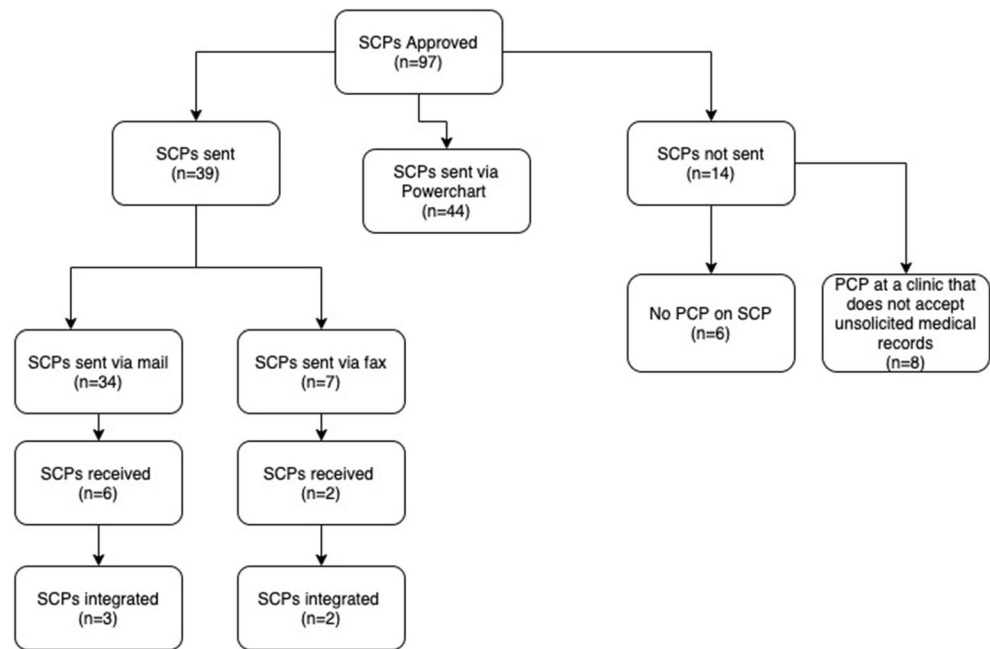 SCPs Approved
(n=97)
SCPs sent
(n=39)
SCPs sent via
Powerchart
(n=44)
SCPs not sent
(n=14)
No PCP on SCP
(n=6)
PCP at a clinic that
does not accept
unsolicited medical
records
(n=8)
SCPs sent via mail
(n=34)
SCPs sent via fax
(n=7)
SCPs received
(n=6)
SCPs received
(n=2)
SCPs integrated
(n=3)
SCPs integrated
(n=2)